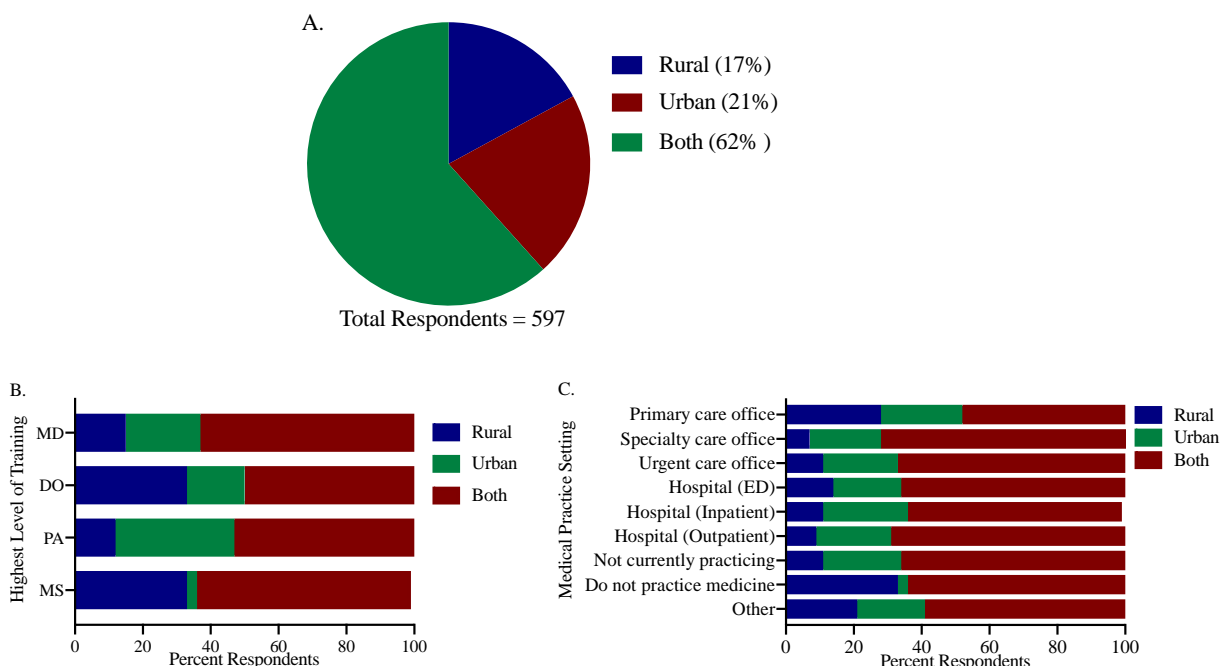 A.
Rural (17%)
Urban (21%)
Both (62% )
Total Respondents = 597
B.
Highest Level of Training
MD
DO
PA
MS
0 20 40 60 80 100
Percent Respondents
Rural
Urban
Both
C.
Medical Practice Setting
Primary care office
Specialty care office
Urgent care office
Hospital (ED)
Hospital (Inpatient)
Hospital (Outpatient)
Not currently practicing
Do not practice medicine
Other
0 20 40 60 80 100
Percent Respondents
Rural
Urban
Both